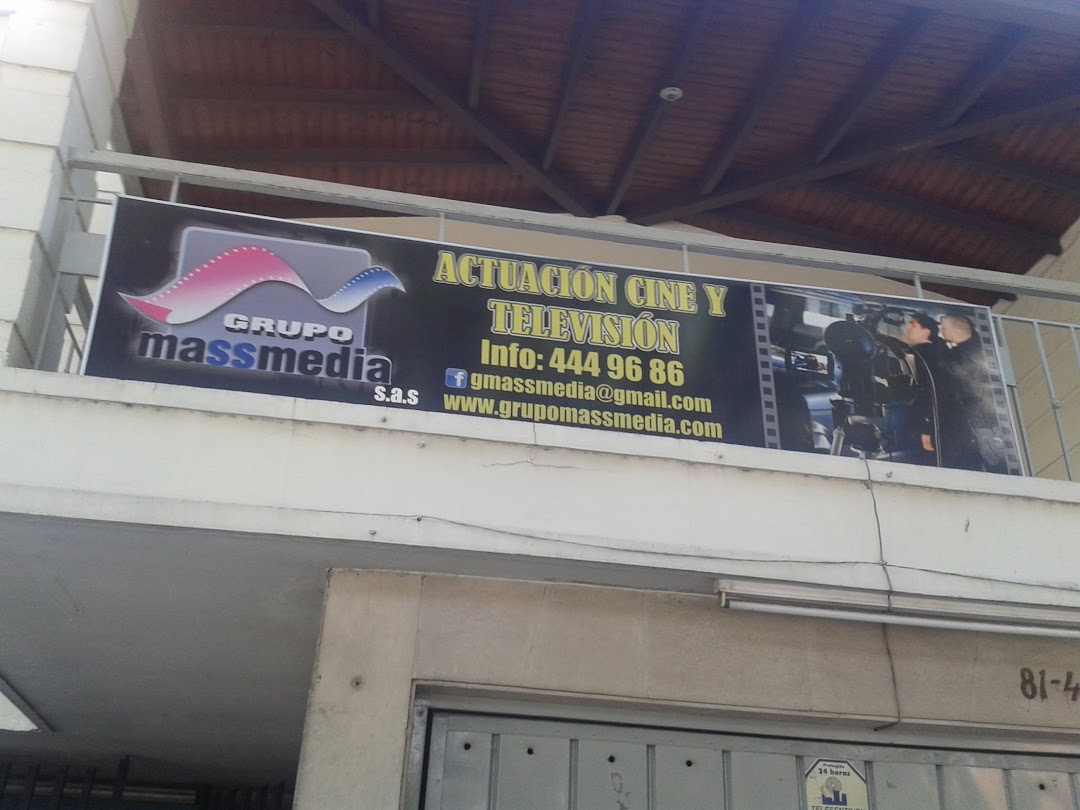 GRUPO
massmedia
s.a.s
ACTUACIÓN CINE Y
TELEVISIÓN
Info: 444 96 86
f gmassmedia@gmail.com
www.grupomassmedia.com
81-4
Protegido
24 horas